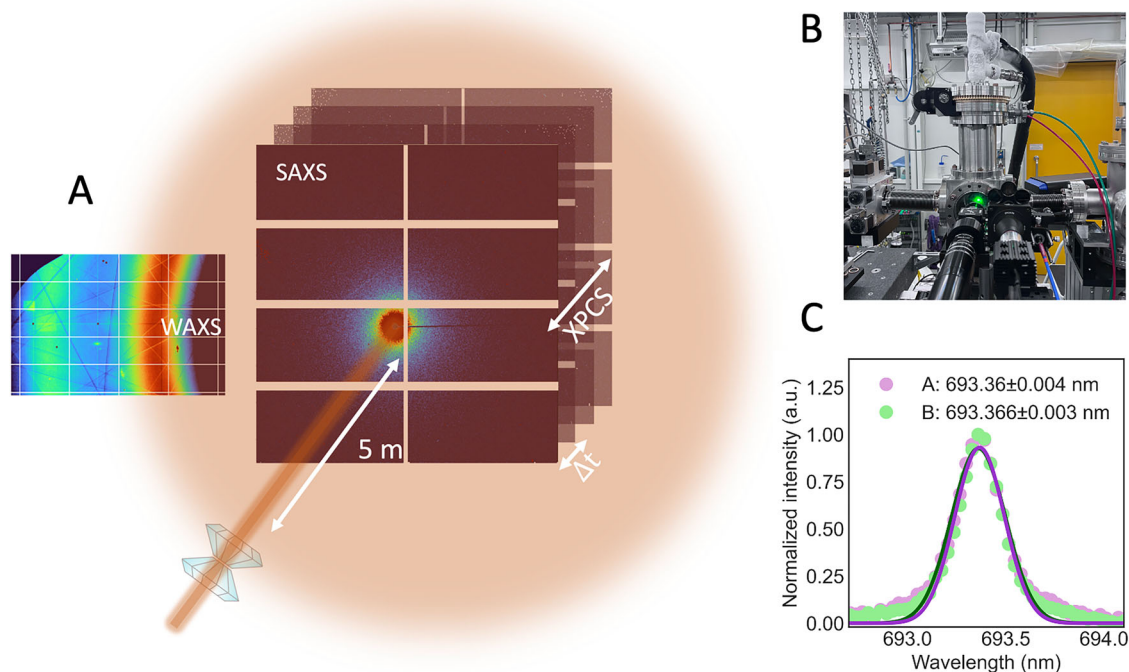 A
SAXS
WAXS
XPCS
5 m
Δt
B
C
Normalized intensity (a.u.)
1.25
1.00
0.75
0.50
0.25
0.00
A: 693.36±0.004 nm
B: 693.366±0.003 nm
693.0 693.5 694.0
Wavelength (nm)